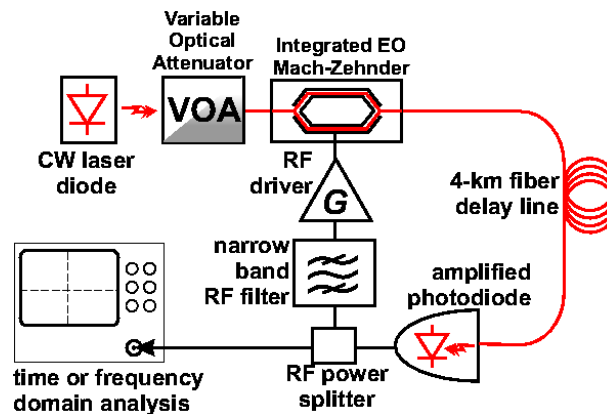 Variable
Optical
Attenuator
Integrated EO
Mach-Zehnder
VOA
CW laser
diode
RF
driver
G
4-km fiber
delay line
narrow
band
RF filter
amplified
photodiode
time or frequency
domain analysis
RF power
splitter